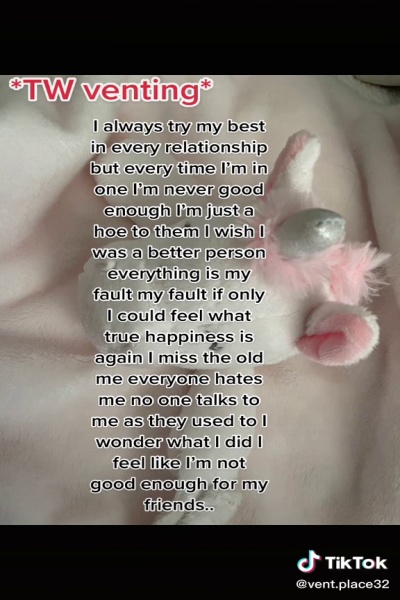 *TW venting*
I always try my best
in every relationship
but every time I'm in
one I'm never good
enough I'm just a
hoe to them I wish I
was a better person
everything is my
fault my fault if only
I could feel what
true happiness is
again I miss the old
me everyone hates
me no one talks to
me as they used to I
wonder what I did I
feel like I'm not
good enough for my
friends..
TikTok
@vent.place32